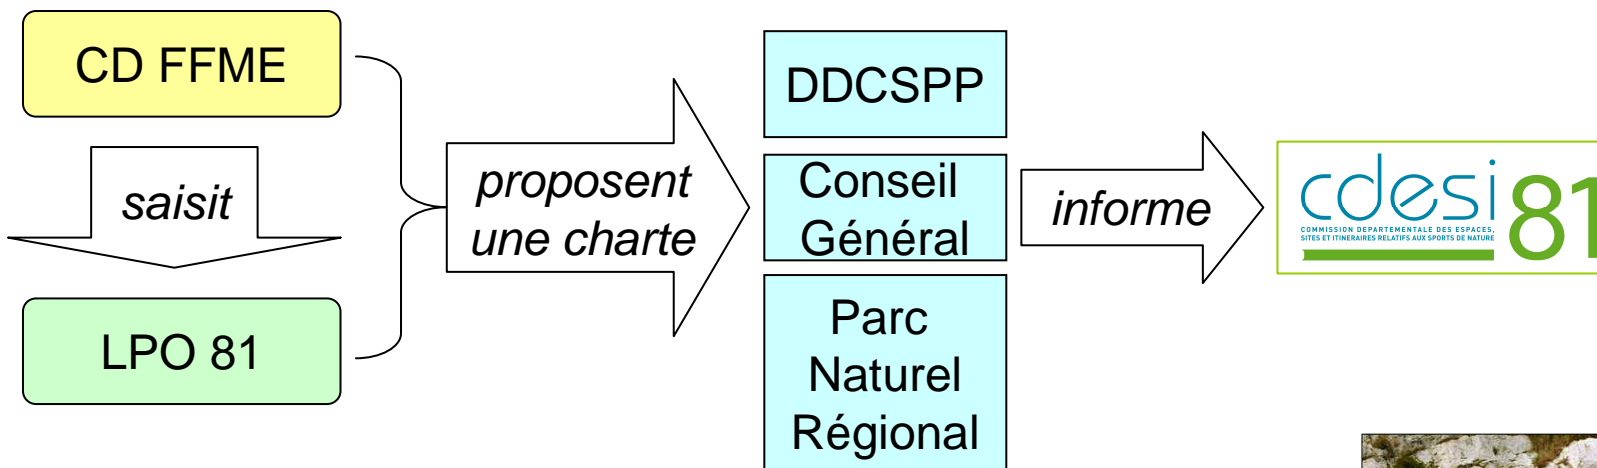 CD FFME
saisit
LPO 81
proposent
une charte
DDCSPP
Conseil
Général
Parc
Naturel
Régional
informe
cdesi 81
COMMISSION DEPARTEMENTALE DES ESPACES,
SITES ET ITINERAIRES RELATIFS AUX SPORTS DE NATURE